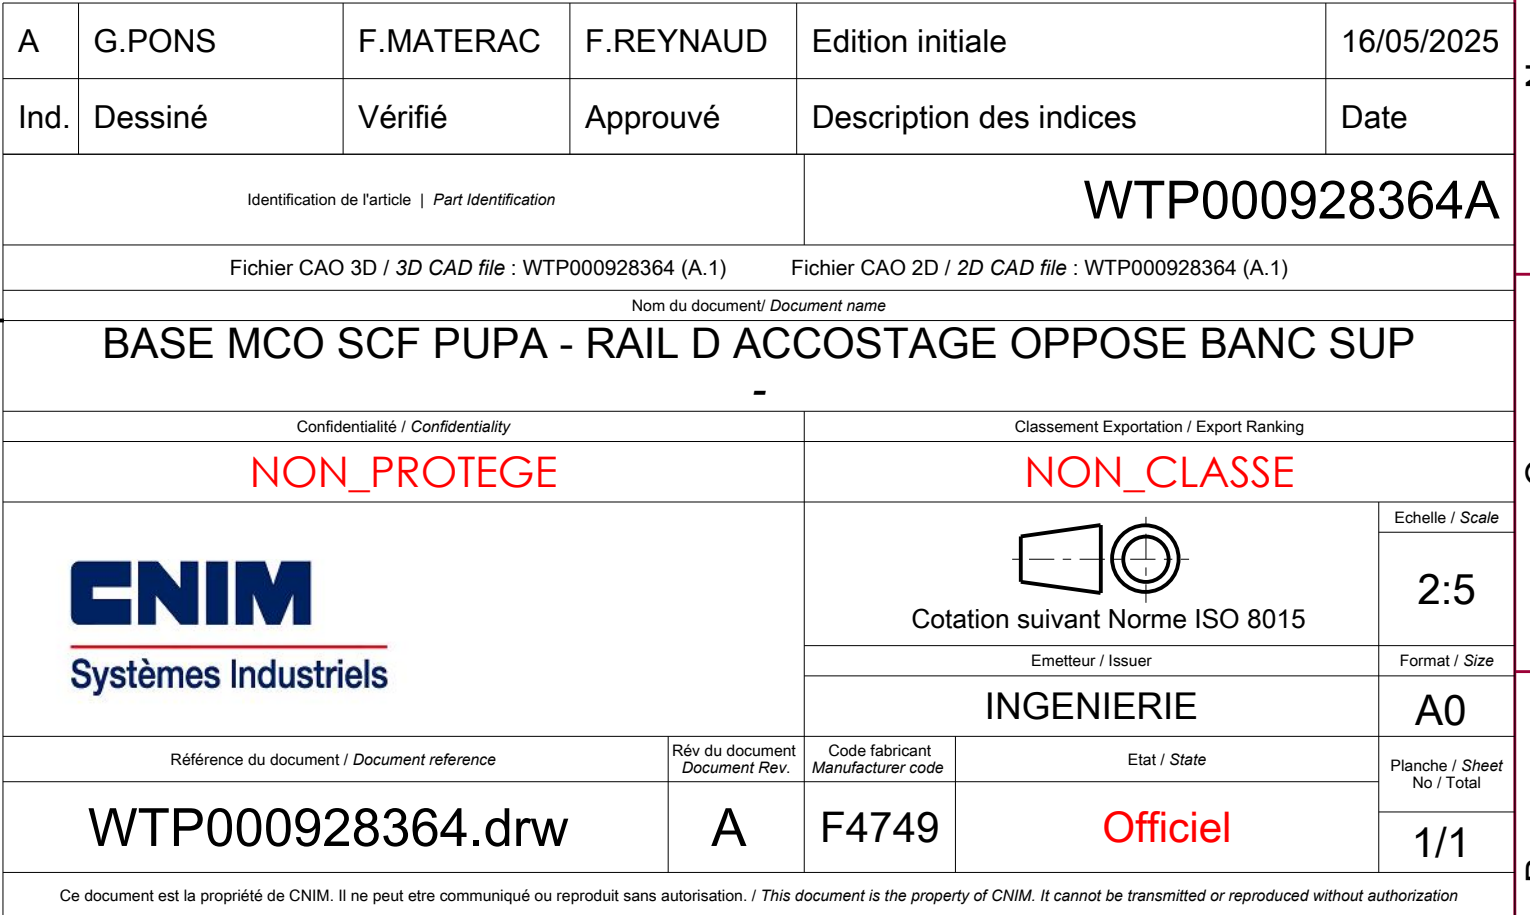 A G.PONS F.MATERAC F.REYNAUD Edition initiale 16/05/2025
Ind. Dessiné Vérifié Approuvé Description des indices Date
Identification de l'article | Part Identification WTP000928364A
Fichier CAO 3D / 3D CAD file : WTP000928364 (A.1) Fichier CAO 2D / 2D CAD file : WTP000928364 (A.1)
Nom du document/ Document name
BASE MCO SCF PUPA - RAIL D ACCOSTAGE OPPOSE BANC SUP
-
Confidentialité / Confidentiality Classement Exportation / Export Ranking
NON_PROTEGE NON_CLASSE
Echelle / Scale
2:5
CNIM
Systèmes Industriels
Cotation suivant Norme ISO 8015
Emetteur / Issuer Format / Size
INGENIERIE A0
Référence du document / Document reference
Rév du document
Document Rev.
Code fabricant
Manufacturer code
Etat / State
Planche / Sheet
No / Total
WTP000928364.drw A F4749 Officiel 1/1
Ce document est la propriété de CNIM. Il ne peut etre communiqué ou reproduit sans autorisation. / This document is the property of CNIM. It cannot be transmitted or reproduced without authorization